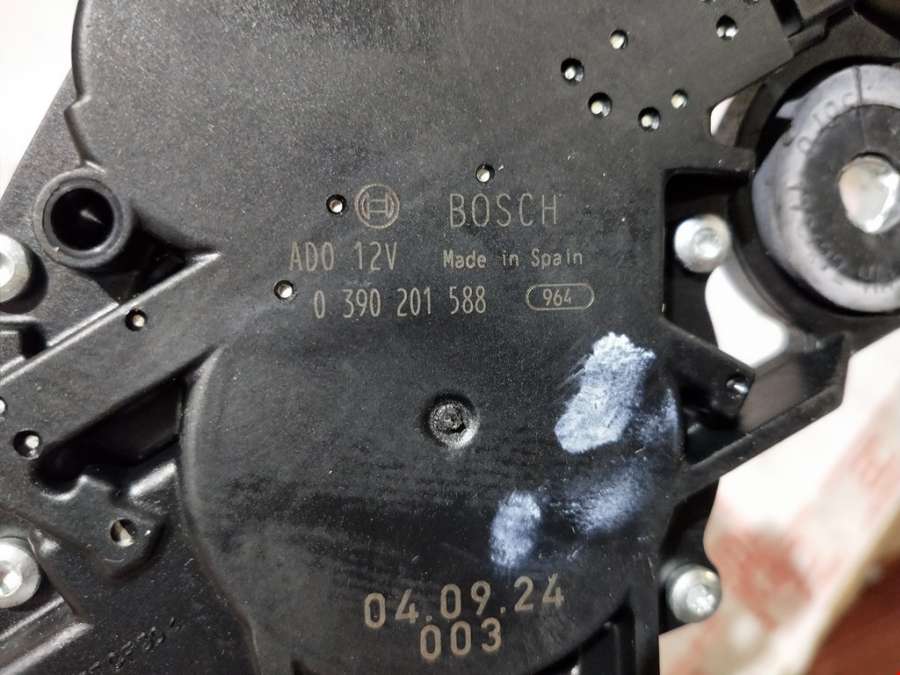 BOSCH
ADO 12V Made in Spain
0 390 201 588 964
04.09.24
003